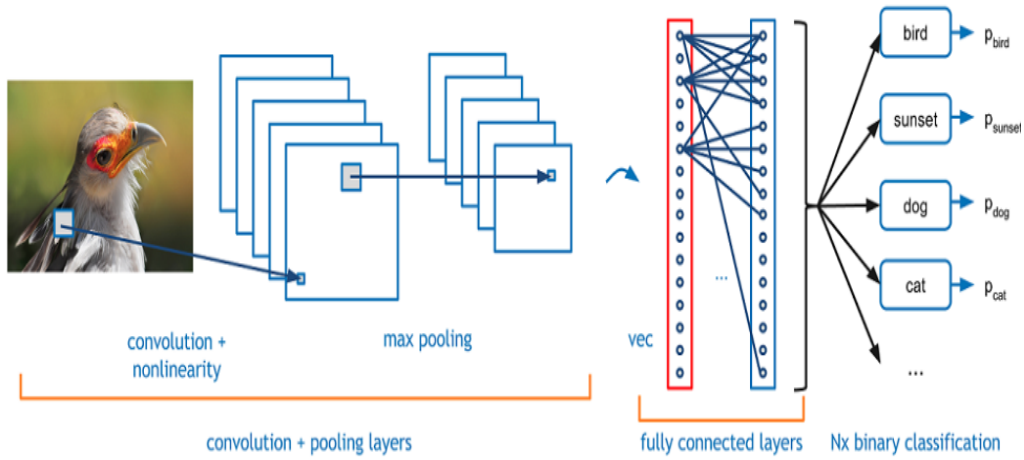 bird
p_bird
sunset
p_sunset
dog
p_dog
cat
p_cat
...
...
convolution +
nonlinearity
max pooling
vec
convolution + pooling layers
fully connected layers
Nx binary classification